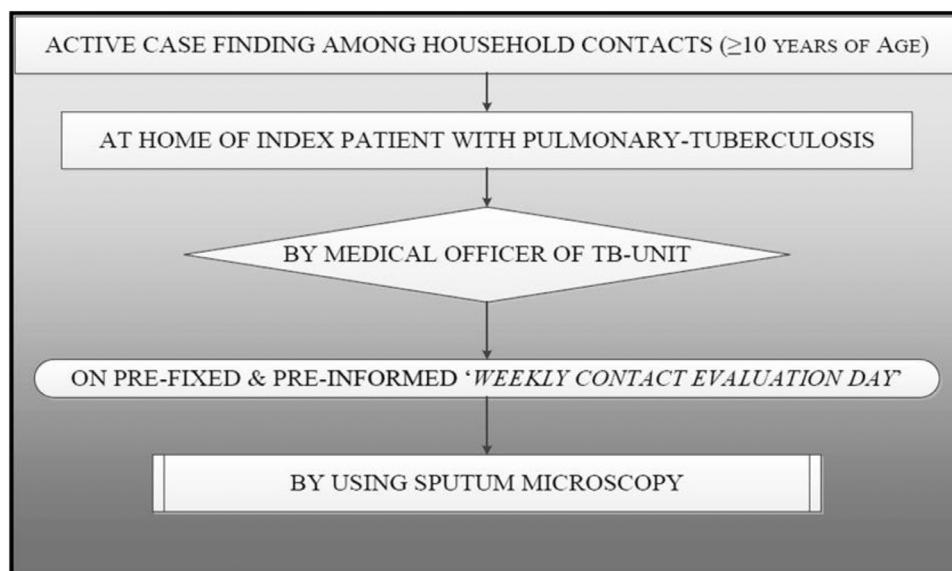 ACTIVE CASE FINDING AMONG HOUSEHOLD CONTACTS (≥10 YEARS OF AGE)
AT HOME OF INDEX PATIENT WITH PULMONARY-TUBERCULOSIS
BY MEDICAL OFFICER OF TB-UNIT
ON PRE-FIXED & PRE-INFORMED ‘WEEKLY CONTACT EVALUATION DAY’
BY USING SPUTUM MICROSCOPY